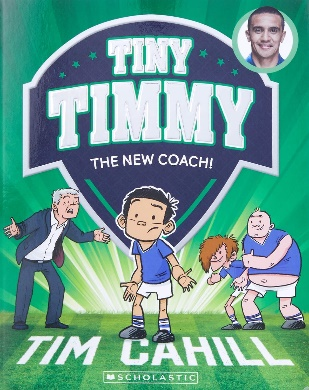 TINY
TIMMY
THE NEW COACH!
TIM CAHILL
SCHOLASTIC